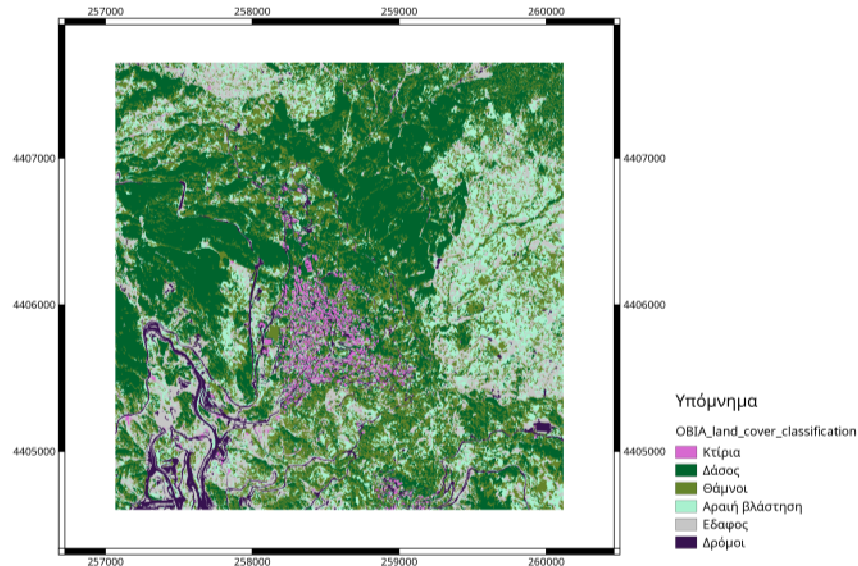 257000 258000 259000 260000
4407000 4407000
4406000 4406000
Υπόμνημα
OBIA_land_cover_classification
4405000 4405000
Κτίρια
Δάσος
Θάμνοι
Αραιή βλάστηση
Εδαφος
Δρόμοι
257000 258000 259000 260000